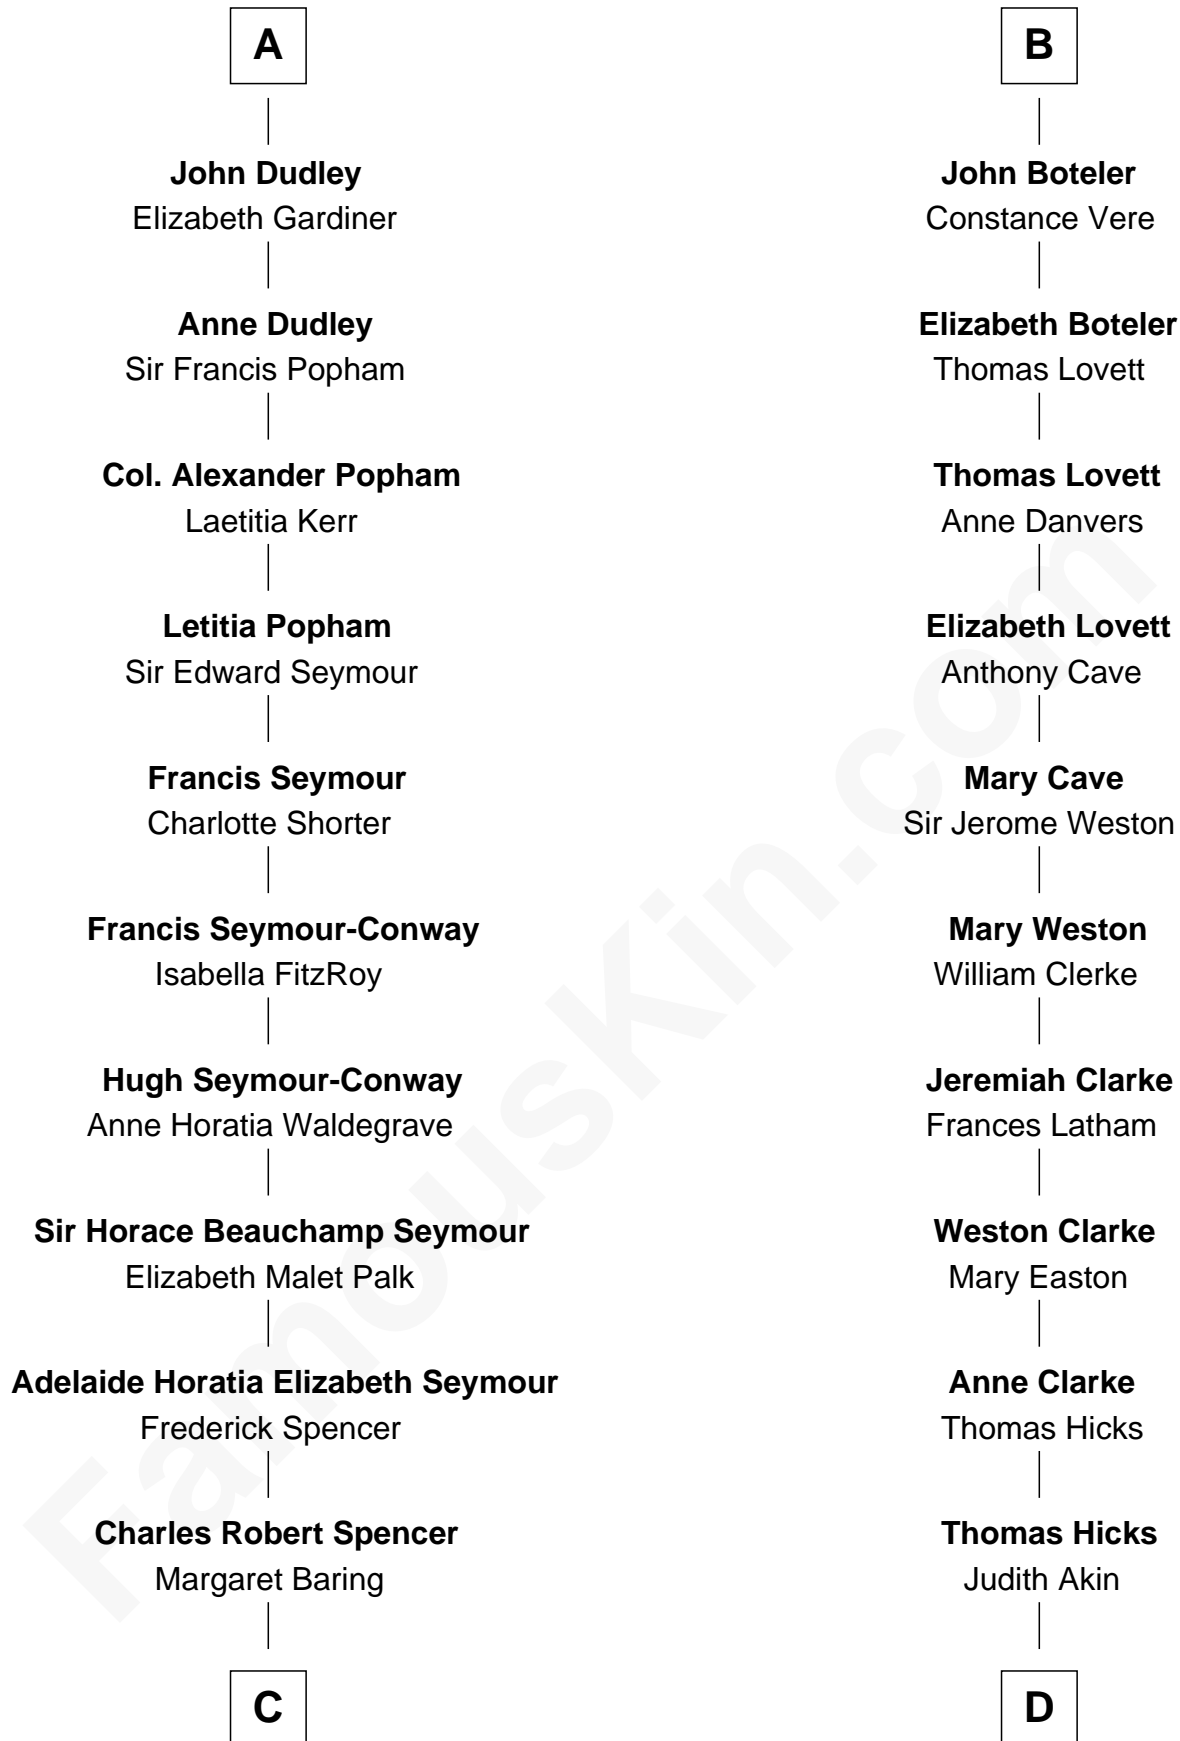 A
John Dudley
Elizabeth Gardiner
Anne Dudley
Sir Francis Popham
Col. Alexander Popham
Laetitia Kerr
Letitia Popham
Sir Edward Seymour
Francis Seymour
Charlotte Shorter
Francis Seymour-Conway
Isabella FitzRoy
Hugh Seymour-Conway
Anne Horatia Waldegrave
Sir Horace Beauchamp Seymour
Elizabeth Malet Palk
Adelaide Horatia Elizabeth Seymour
Frederick Spencer
Charles Robert Spencer
Margaret Baring
C
B
John Boteler
Constance Vere
Elizabeth Boteler
Thomas Lovett
Thomas Lovett
Anne Danvers
Elizabeth Lovett
Anthony Cave
Mary Cave
Sir Jerome Weston
Mary Weston
William Clerke
Jeremiah Clarke
Frances Latham
Weston Clarke
Mary Easton
Anne Clarke
Thomas Hicks
Thomas Hicks
Judith Akin
D
FamousKin.com